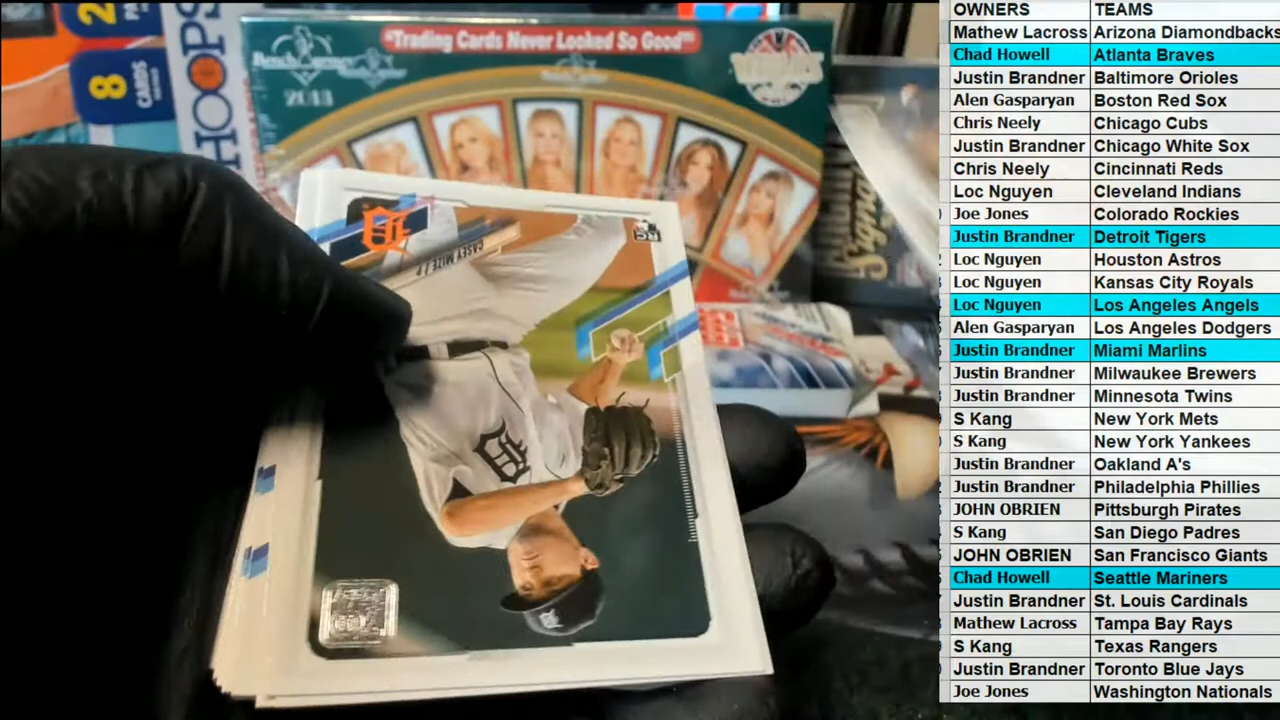 "Trading Cards Never Looked So Good"
BenchWarmer
2013
8
CARDS
HOOPS
RC
CASEY MIZE / P
OWNERS TEAMS
Mathew Lacross Arizona Diamondbacks
Chad Howell Atlanta Braves
Justin Brandner Baltimore Orioles
Alen Gasparyan Boston Red Sox
Chris Neely Chicago Cubs
Justin Brandner Chicago White Sox
Chris Neely Cincinnati Reds
Loc Nguyen Cleveland Indians
Joe Jones Colorado Rockies
Justin Brandner Detroit Tigers
Loc Nguyen Houston Astros
Loc Nguyen Kansas City Royals
Loc Nguyen Los Angeles Angels
Alen Gasparyan Los Angeles Dodgers
Justin Brandner Miami Marlins
Justin Brandner Milwaukee Brewers
Justin Brandner Minnesota Twins
S Kang New York Mets
S Kang New York Yankees
Justin Brandner Oakland A's
Justin Brandner Philadelphia Phillies
JOHN OBRIEN Pittsburgh Pirates
S Kang San Diego Padres
JOHN OBRIEN San Francisco Giants
Chad Howell Seattle Mariners
Justin Brandner St. Louis Cardinals
Mathew Lacross Tampa Bay Rays
S Kang Texas Rangers
Justin Brandner Toronto Blue Jays
Joe Jones Washington Nationals